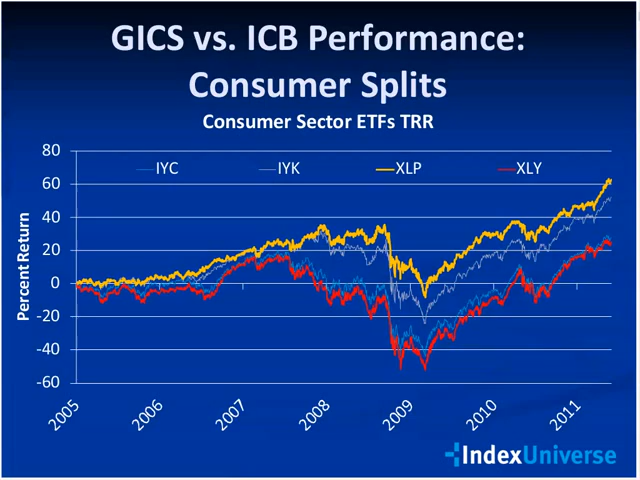 GICS vs. ICB Performance:
Consumer Splits
Consumer Sector ETFs TRR
IYC IYK XLP XLY
Percent Return
80
60
40
20
0
-20
-40
-60
2005 2006 2007 2008 2009 2010 2011
IndexUniverse